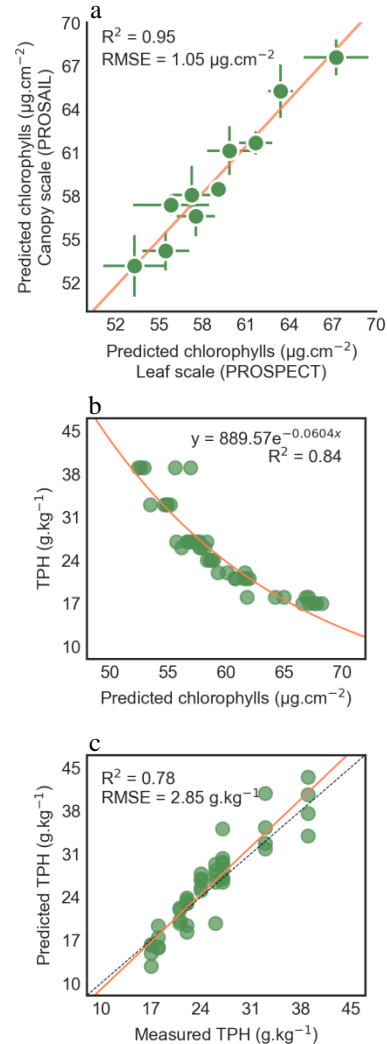 a
R² = 0.95
RMSE = 1.05 µg.cm⁻²
Predicted chlorophylls (µg.cm⁻²)
Canopy scale (PROSAIL)
70
67
64
61
58
55
52
52 55 58 61 64 67 70
Predicted chlorophylls (µg.cm⁻²)
Leaf scale (PROSPECT)
b
y = 889.57e⁻⁰·⁰⁶⁰⁴ˣ
R² = 0.84
TPH (g.kg⁻¹)
45
38
31
24
17
10
50 55 60 65 70
Predicted chlorophylls (µg.cm⁻²)
c
R² = 0.78
RMSE = 2.85 g.kg⁻¹
Predicted TPH
(g.kg⁻¹)
45
38
31
24
17
10
10 17 24 31 38 45
Measured TPH (g.kg⁻¹)